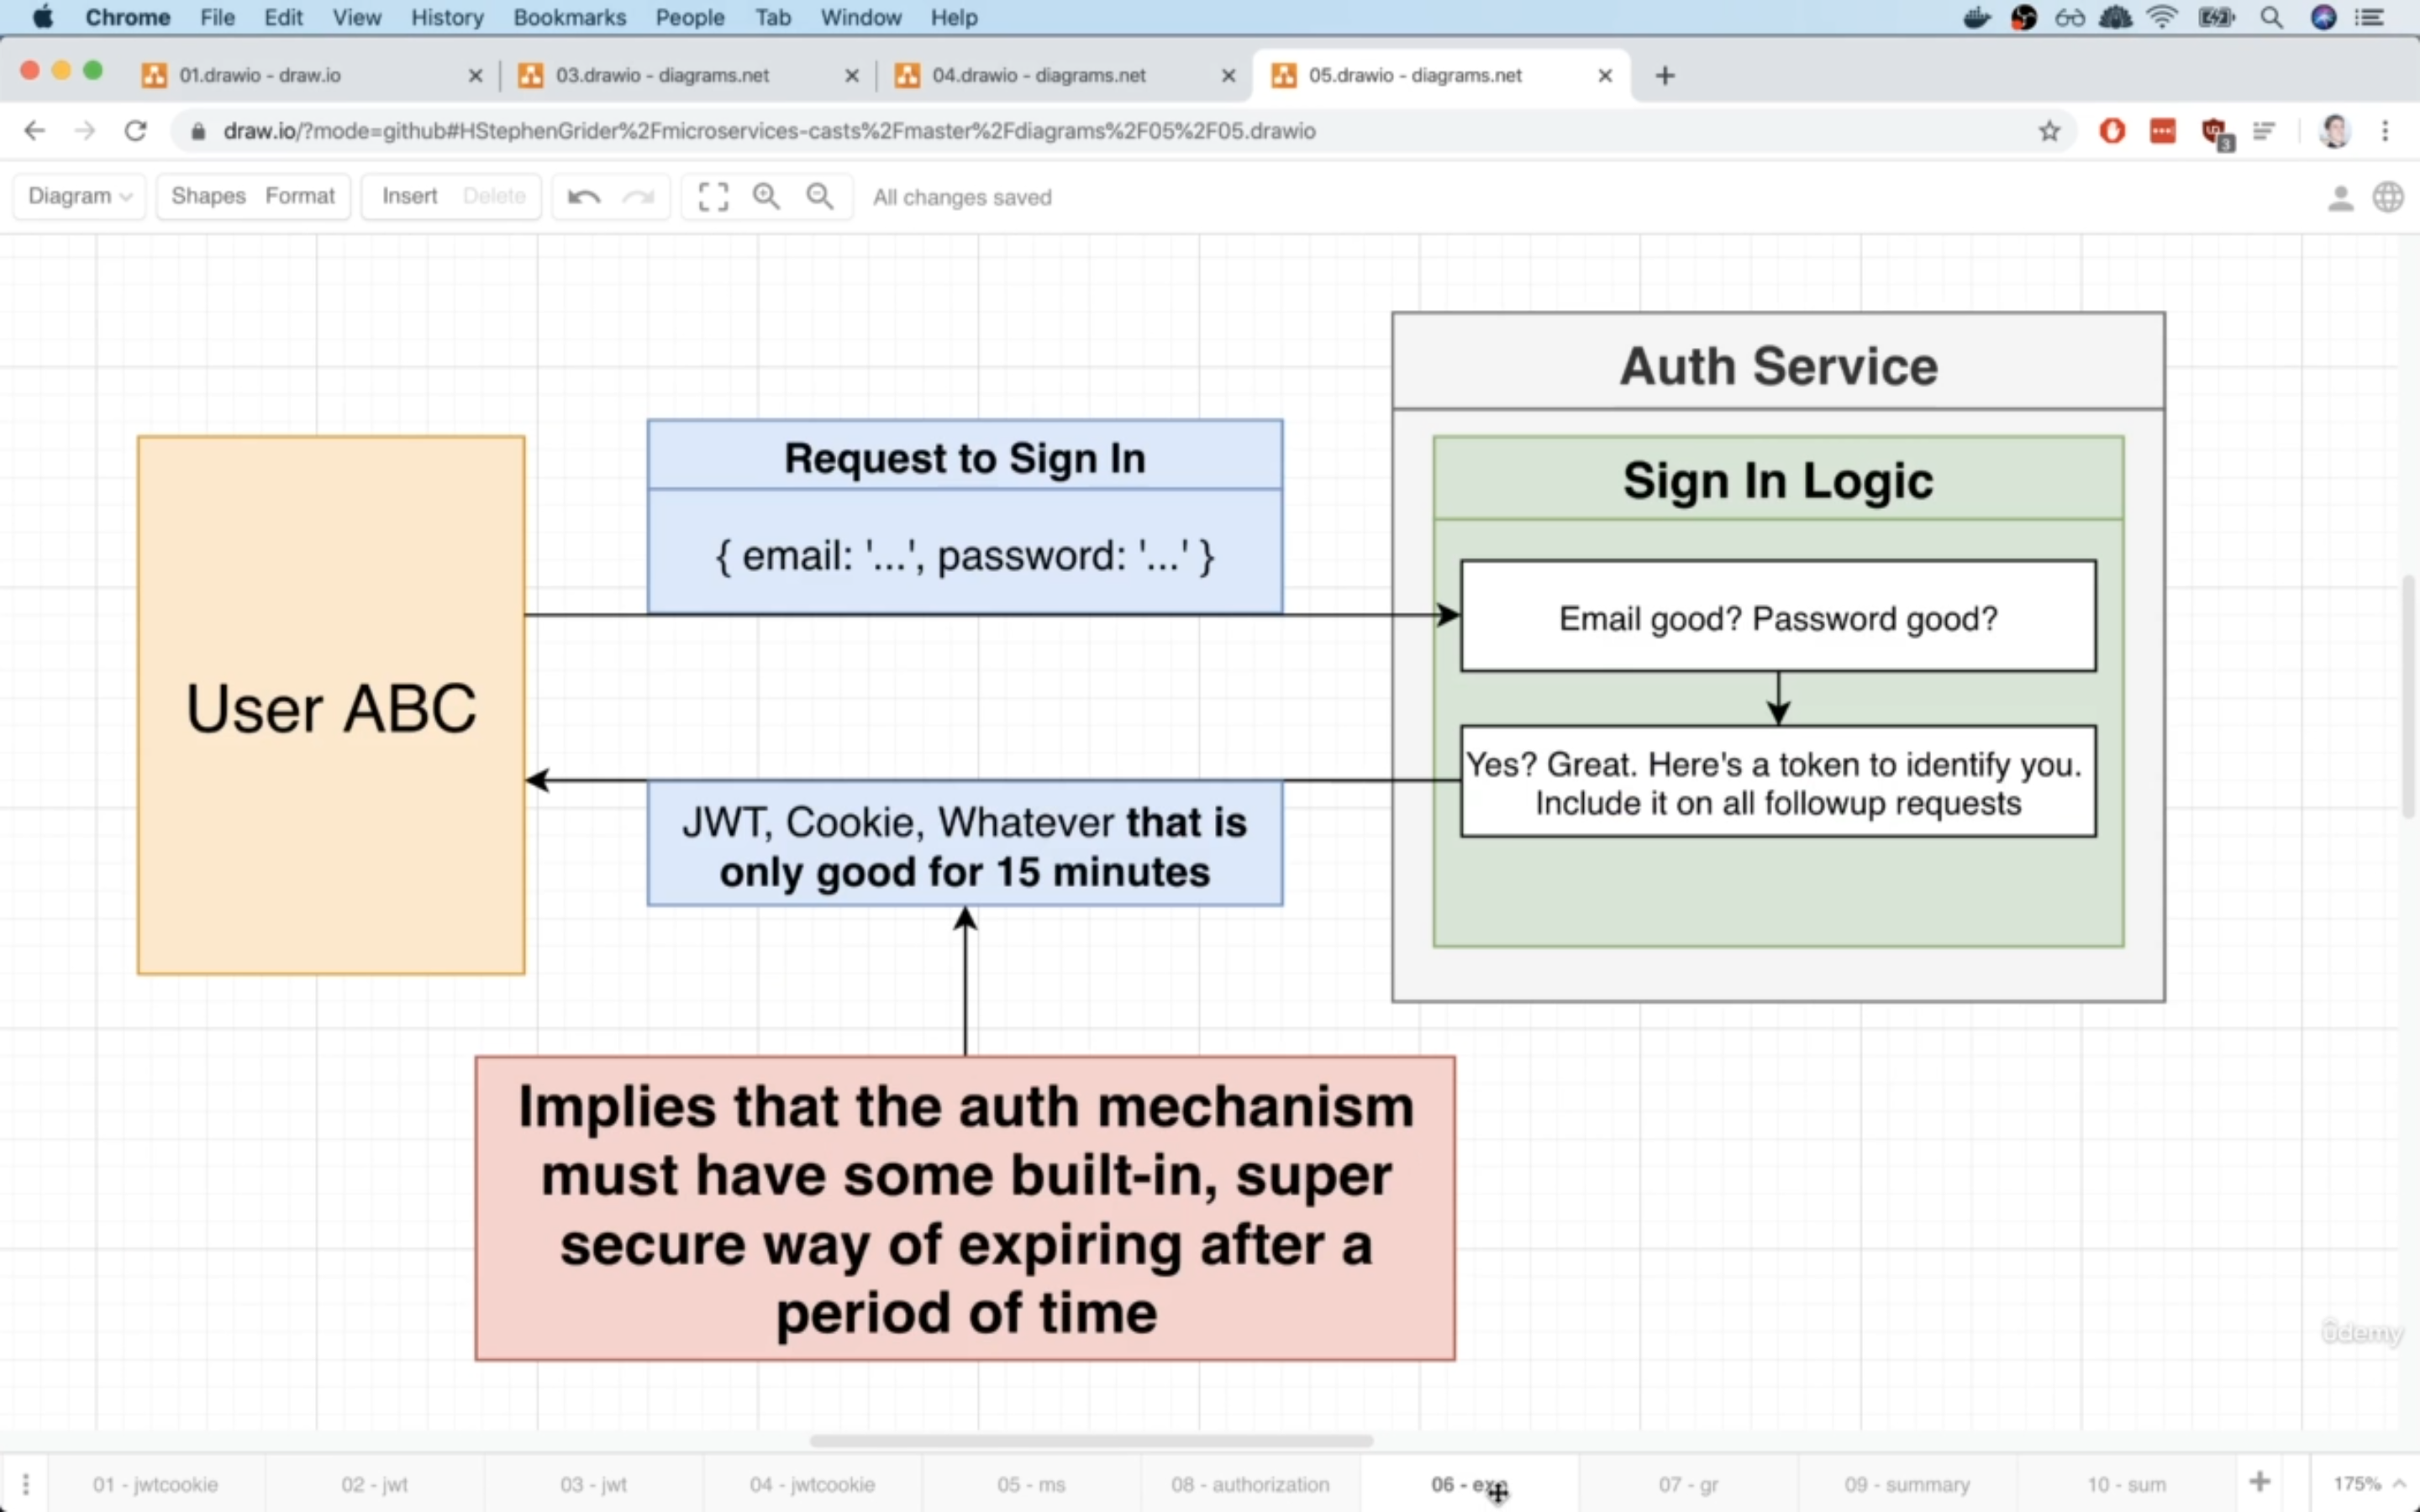 Chrome File Edit View History Bookmarks People Tab Window Help
01.drawio - draw.io
03.drawio - diagrams.net
04.drawio - diagrams.net
05.drawio - diagrams.net
draw.io/?mode=github#HStephenGrider%2Fmicroservices-casts%2Fmaster%2Fdiagrams%2F05%2F05.drawio
3
Diagram Shapes Format Insert Delete All changes saved
Auth Service
Request to Sign In
{ email: '...', password: '...' }
Sign In Logic
Email good? Password good?
User ABC
Yes? Great. Here's a token to identify you.
Include it on all followup requests
JWT, Cookie, Whatever that is
only good for 15 minutes
Implies that the auth mechanism
must have some built-in, super
secure way of expiring after a
period of time
ûdemy
01 - jwtcookie
02 - jwt
03 - jwt
04 - jwtcookie
05 - ms
08 - authorization
06 -
07 - gr
09 - summary
10 - sum
175%